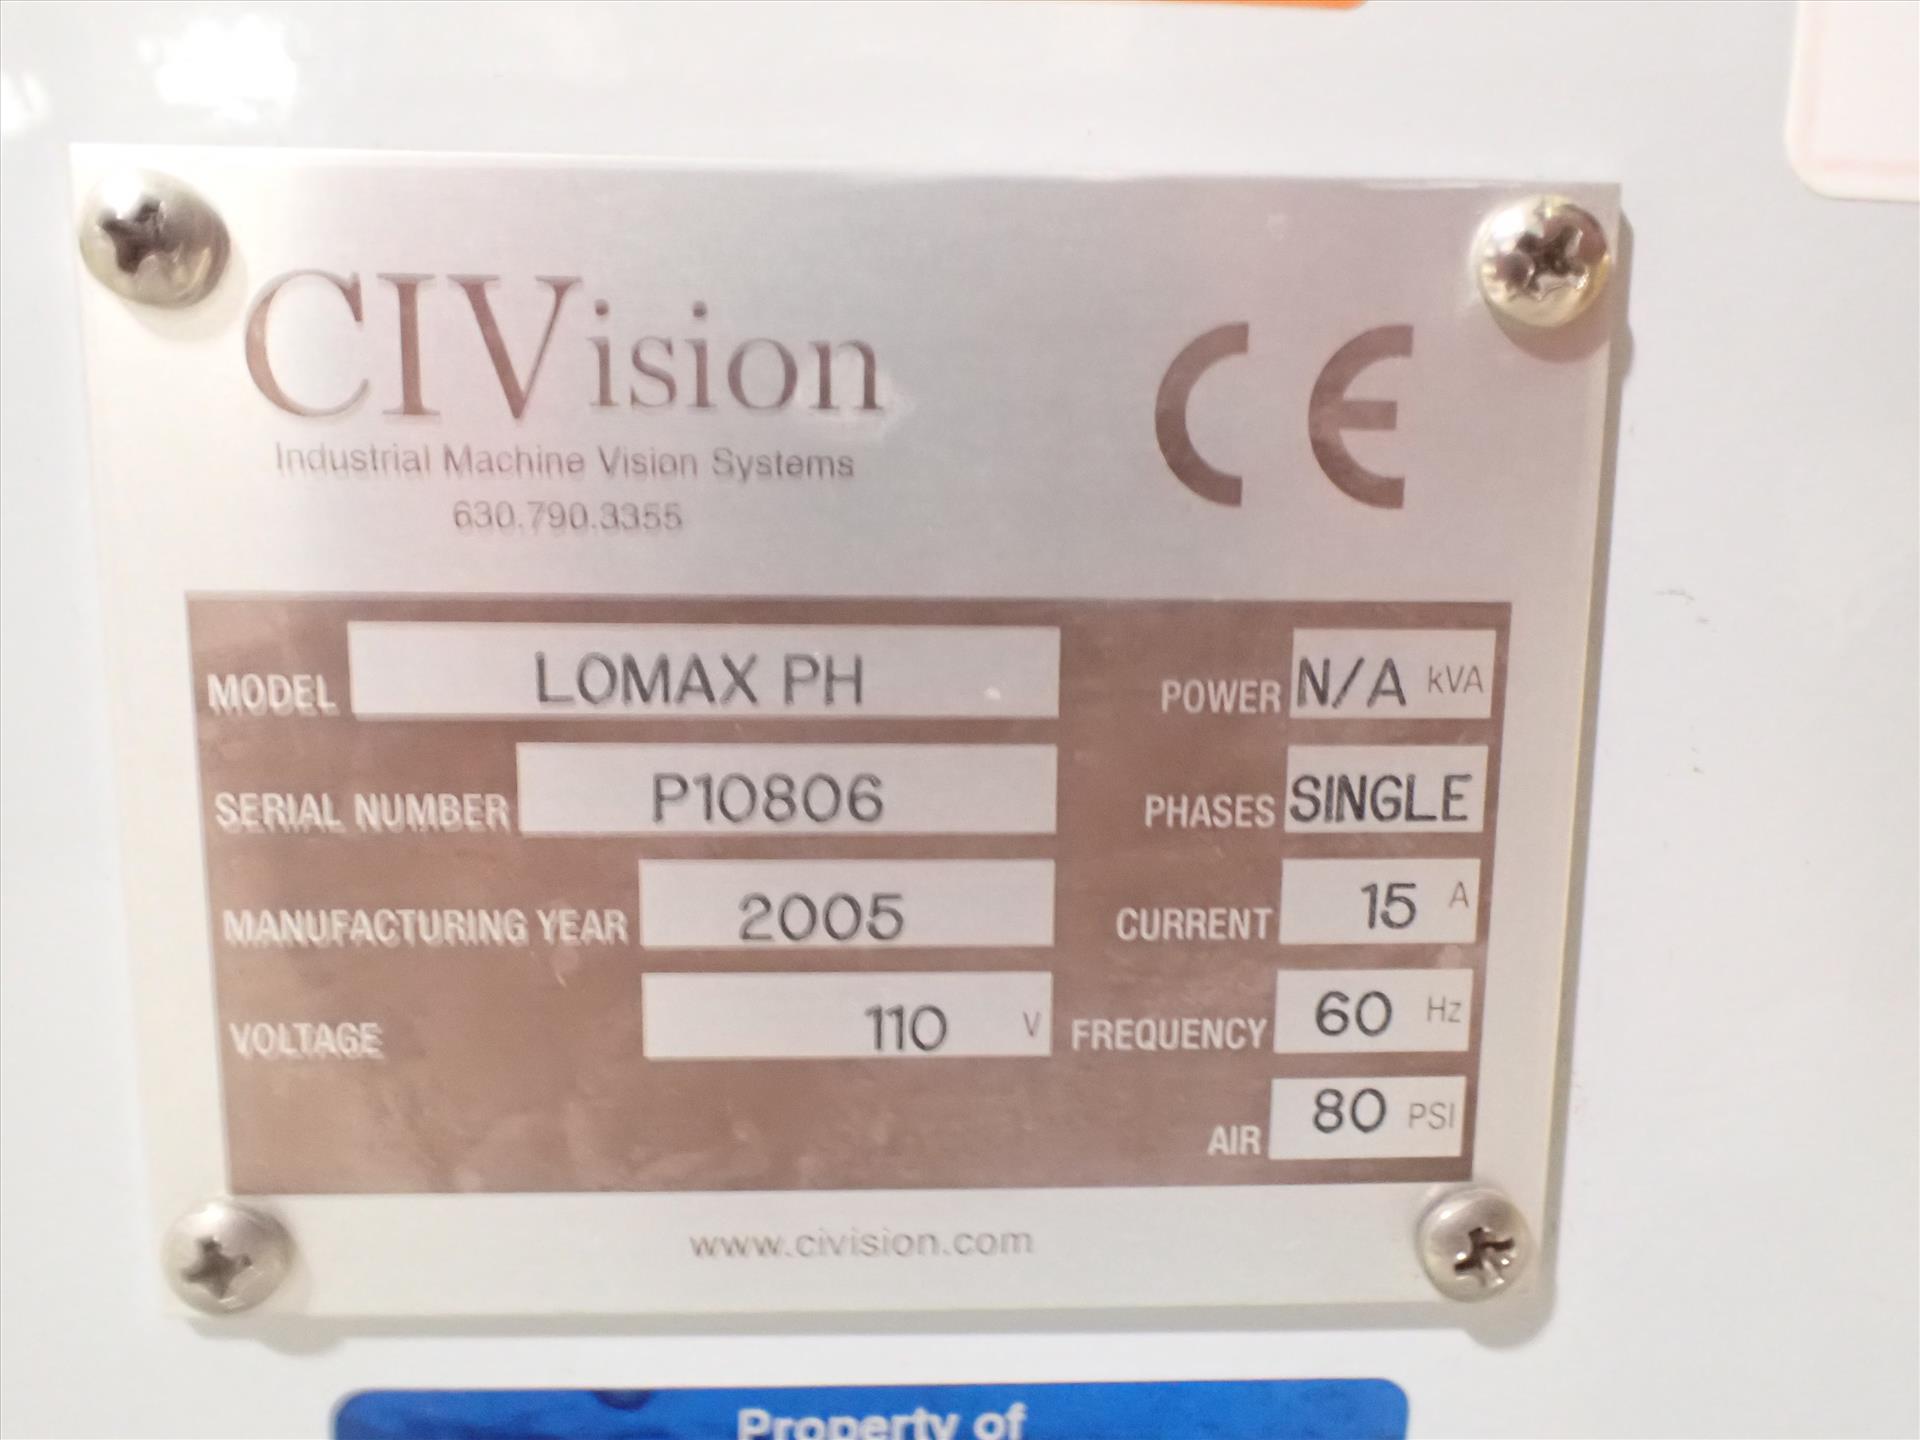 CIVision
CE
Industrial Machine Vision Systems
630.790.3355
MODEL LOMAX PH POWER N/A kVA
SERIAL NUMBER P10806 PHASES SINGLE
MANUFACTURING YEAR 2005 CURRENT 15 A
VOLTAGE 110 V FREQUENCY 60 Hz
AIR 80 PSI
www.civision.com
Property of